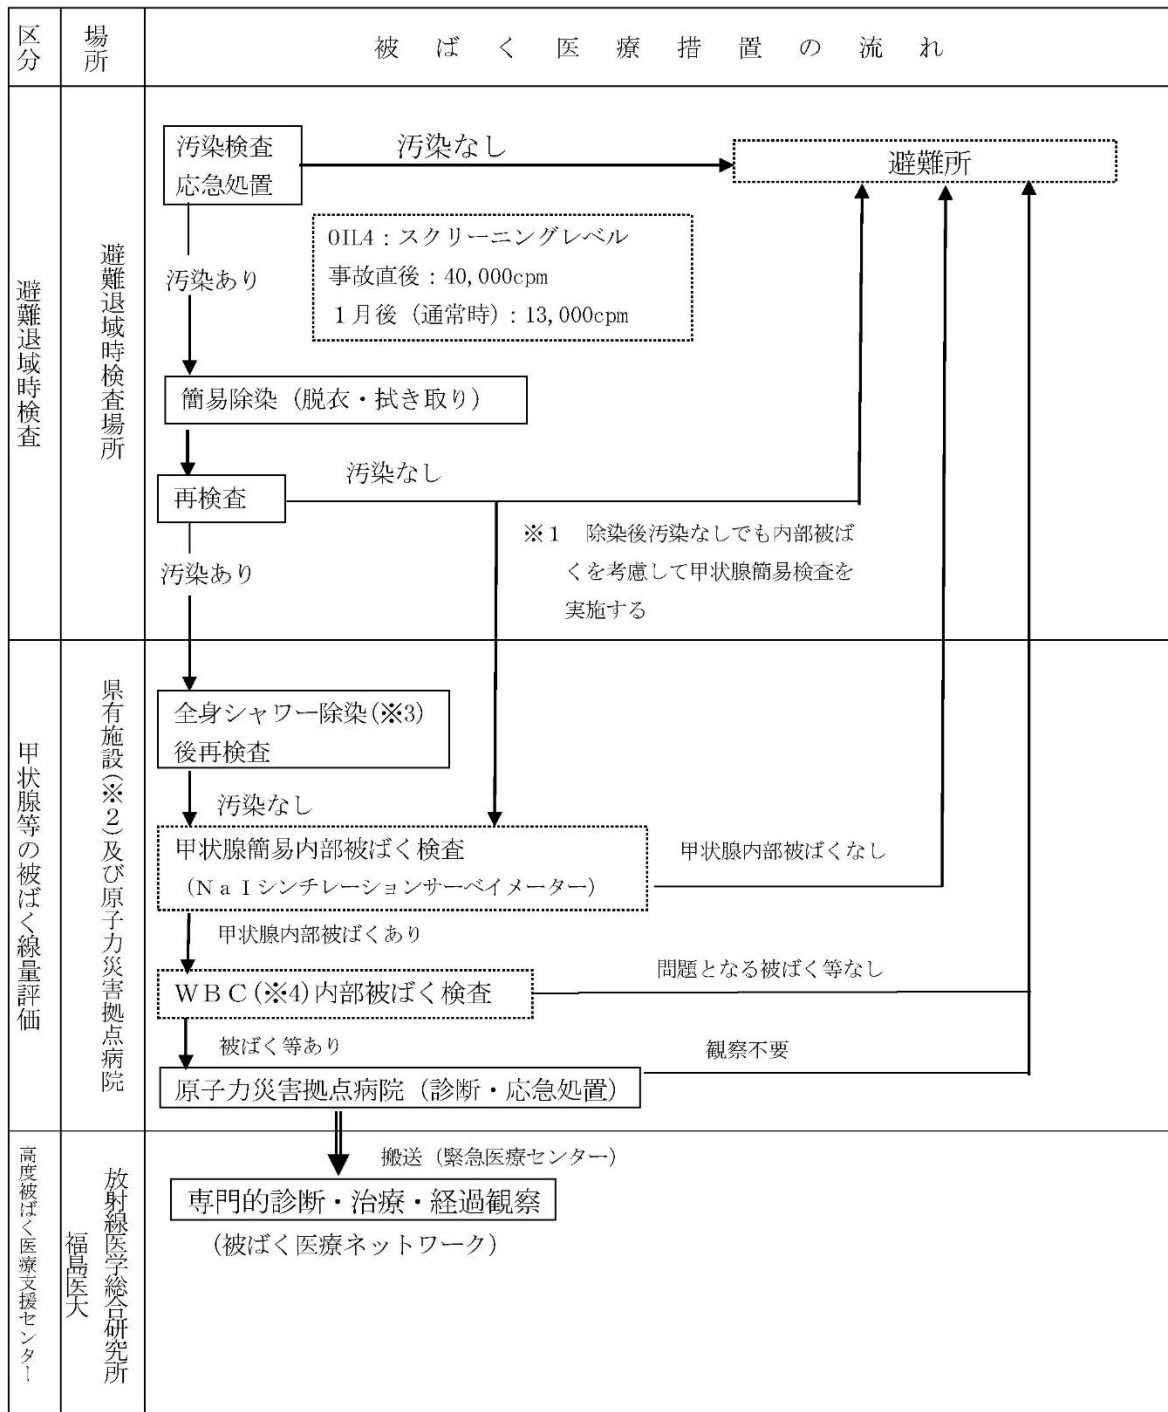 区分
場所
被ばく医療措置の流れ
避難退域時検査
避難退域時検査場所
汚染検査
応急処置
汚染なし
避難所
OIL4：スクリーニングレベル
事故直後：40,000cpm
１月後（通常時）：13,000cpm
汚染あり
簡易除染（脱衣・拭き取り）
再検査
汚染なし
※１　除染後汚染なしでも内部被ば
くを考慮して甲状腺簡易検査を
実施する
汚染あり
甲状腺等の被ばく線量評価
県有施設(※2)及び原子力災害拠点病院
全身シャワー除染(※3)
後再検査
汚染なし
甲状腺簡易内部被ばく検査
（ＮａＩシンチレーションサーベイメーター）
甲状腺内部被ばくなし
甲状腺内部被ばくあり
ＷＢＣ(※4)内部被ばく検査
問題となる被ばく等なし
被ばく等あり
観察不要
原子力災害拠点病院（診断・応急処置）
高度被ばく医療支援センター
放射線医学総合研究所
福島医大
搬送（緊急医療センター）
専門的診断・治療・経過観察
（被ばく医療ネットワーク）